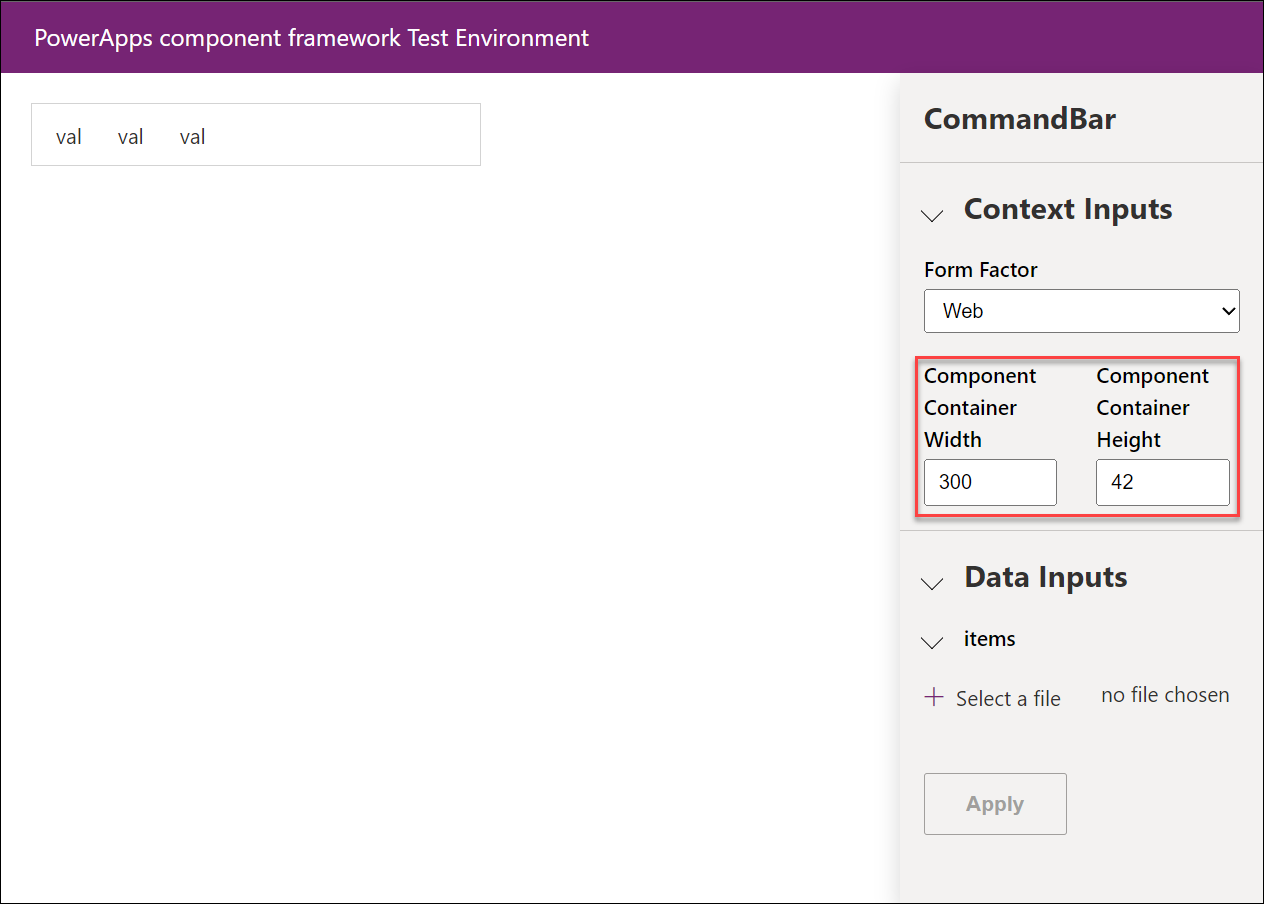 PowerApps component framework Test Environment
val val val
CommandBar
Context Inputs
Form Factor
Web
Component
Container
Width
300
Component
Container
Height
42
Data Inputs
items
Select a file
no file chosen
Apply